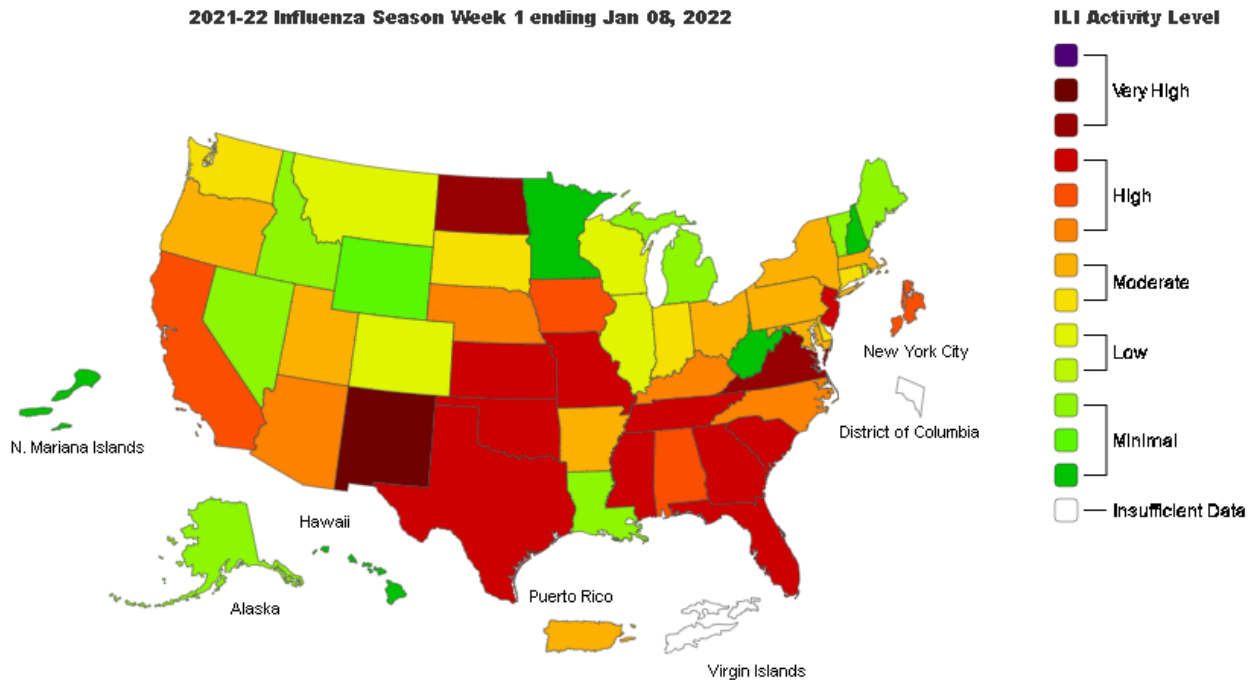 2021-22 Influenza Season Week 1 ending Jan 08, 2022
ILI Activity Level
Very High
High
Moderate
Low
Minimal
Insufficient Data
New York City
District of Columbia
N. Mariana Islands
Hawaii
Alaska
Puerto Rico
Virgin Islands